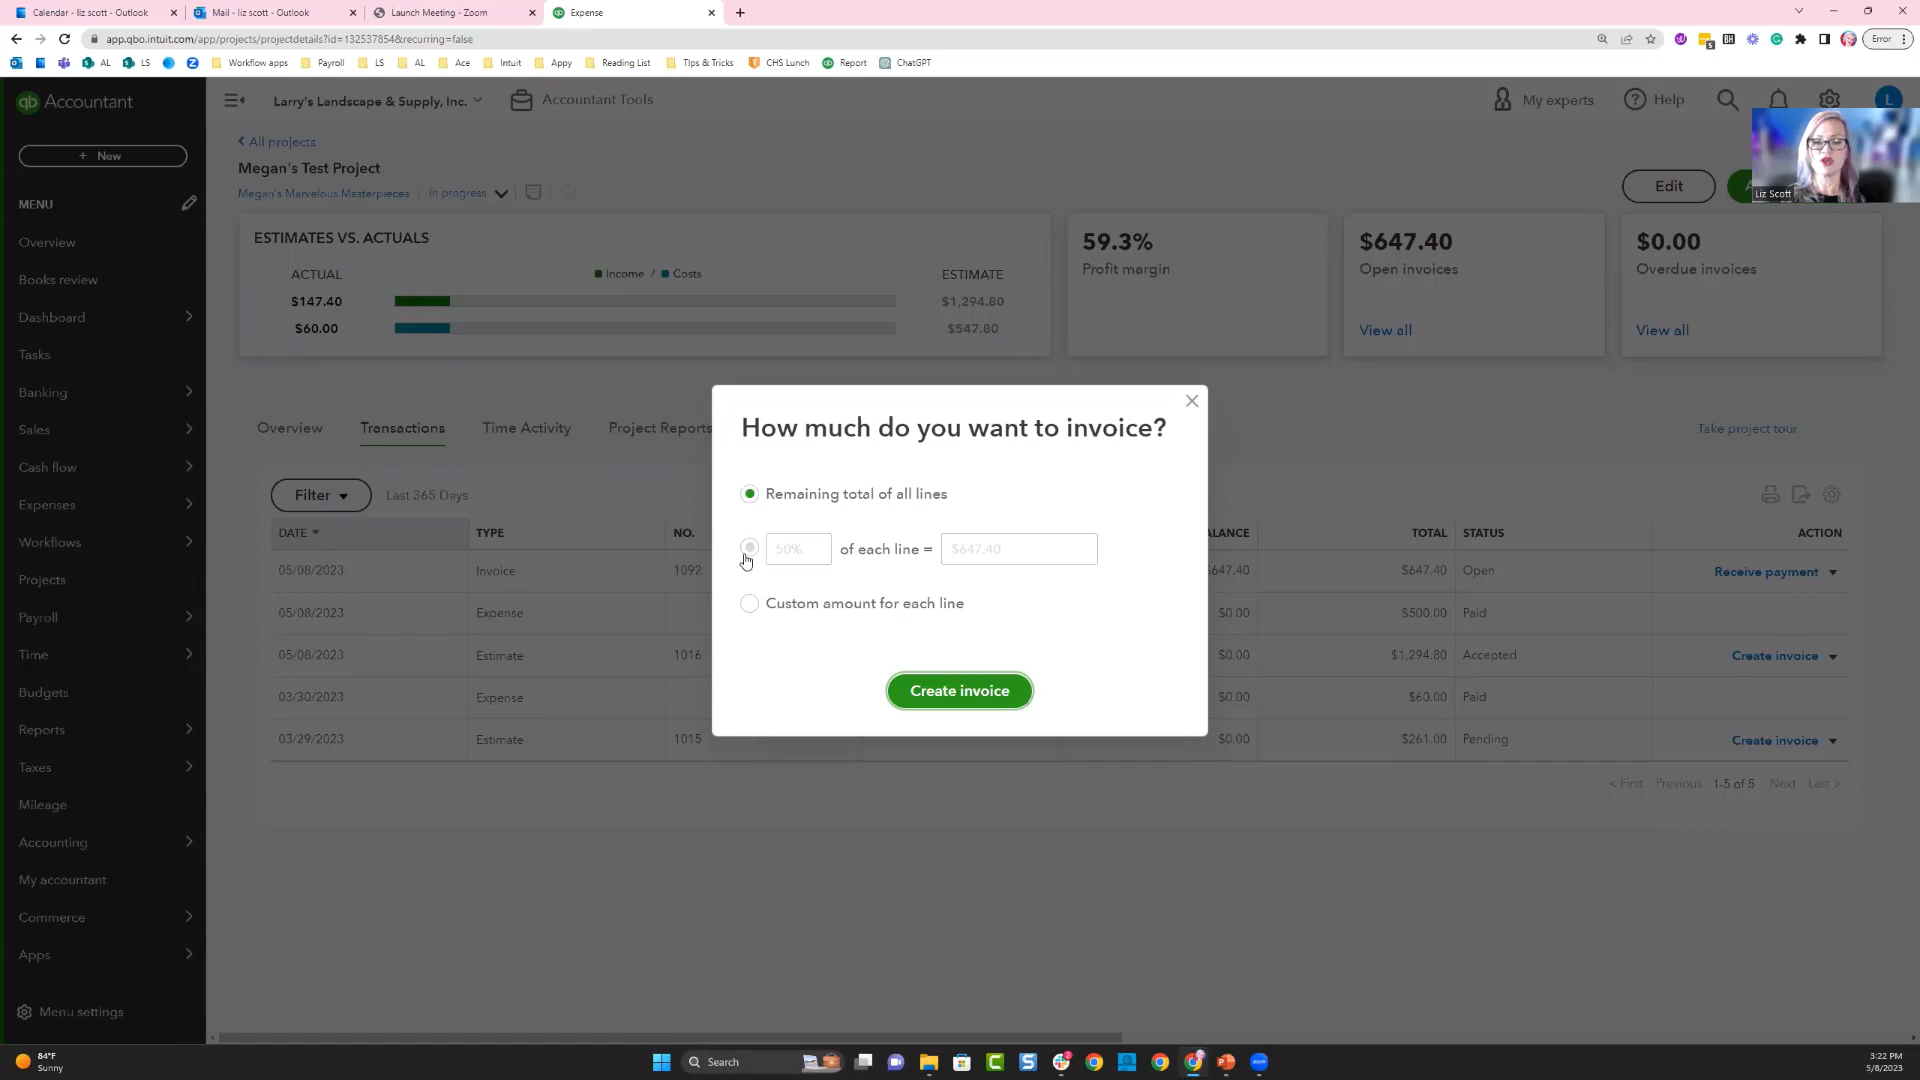 Calendar - liz scott - Outlook
Mail - liz scott - Outlook
Launch Meeting - Zoom
Expense
app.qbo.intuit.com/app/projects/projectdetails?id=132537854&recurring=false
Error
AL
LS
Workflow apps
Payroll
LS
AL
Ace
Intuit
Appy
Reading List
TIps & Tricks
CHS Lunch
Report
ChatGPT
qb Accountant
Larry's Landscape & Supply, Inc.
Accountant Tools
My experts
Help
L
+ New
All projects
Megan's Test Project
Megan's Marvelous Masterpieces
In progress
Edit
Liz Scott
MENU
Overview
Books review
Dashboard
Tasks
Banking
Sales
Cash flow
Expenses
Workflows
Projects
Payroll
Time
Budgets
Reports
Taxes
Mileage
Accounting
My accountant
Commerce
Apps
Menu settings
ESTIMATES VS. ACTUALS
ACTUAL
Income / Costs
ESTIMATE
$147.40
$1,294.80
$60.00
$547.80
59.3%
Profit margin
$647.40
Open invoices
View all
$0.00
Overdue invoices
View all
Overview
Transactions
Time Activity
Project Reports
Take project tour
Filter
Last 365 Days
DATE TYPE NO. ALANCE TOTAL STATUS ACTION
05/08/2023 Invoice 1092 647.40 $647.40 Open Receive payment
05/08/2023 Expense $0.00 $500.00 Paid
05/08/2023 Estimate 1016 $0.00 $1,294.80 Accepted Create invoice
03/30/2023 Expense $0.00 $60.00 Paid
03/29/2023 Estimate 1015 $0.00 $261.00 Pending Create invoice
< First Previous 1-5 of 5 Next Last >
How much do you want to invoice?
Remaining total of all lines
50% of each line = $647.40
Custom amount for each line
Create invoice
84°F
Sunny
Search
2
3:22 PM
5/8/2023